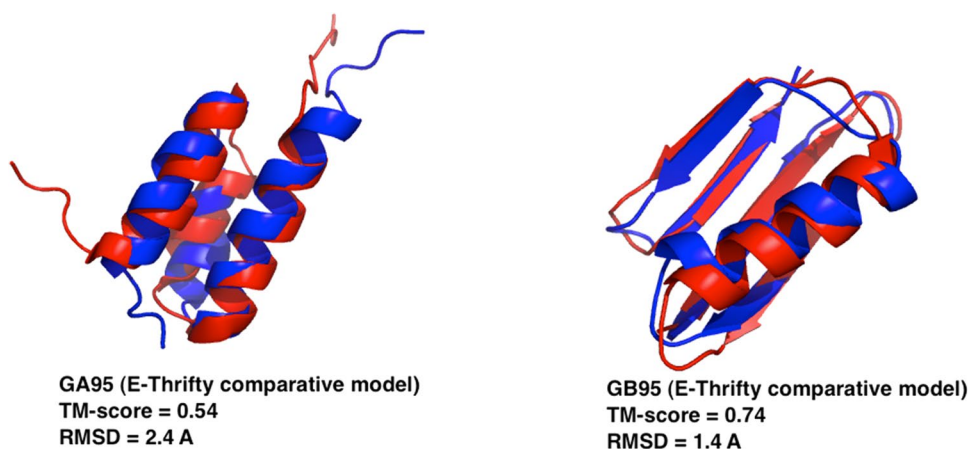 GA95 (E-Thrifty comparative model)
TM-score = 0.54
RMSD = 2.4 A
GB95 (E-Thrifty comparative model)
TM-score = 0.74
RMSD = 1.4 A